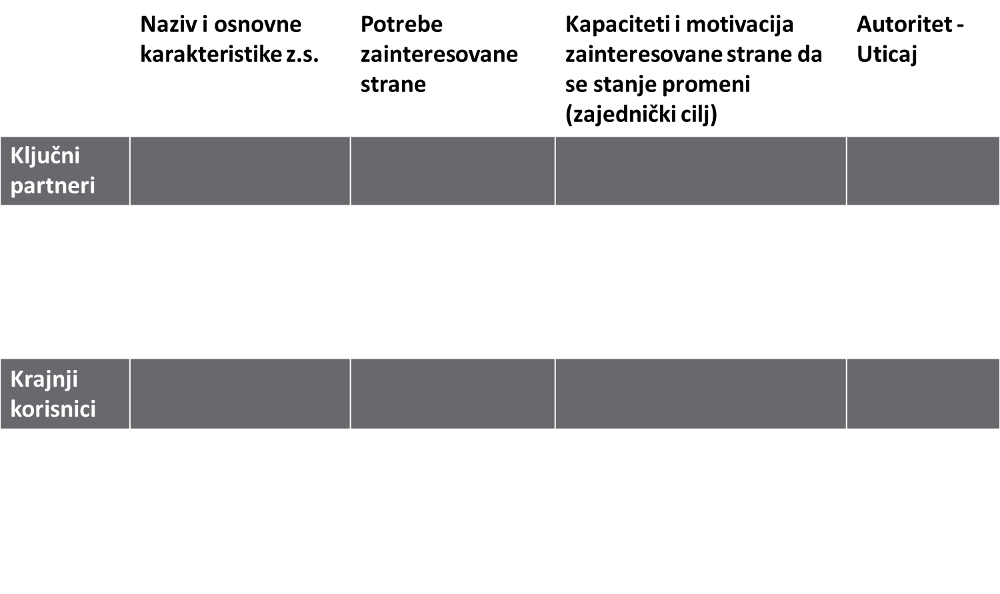 Naziv i osnovne
karakteristike z.s.
Potrebe
zainteresovane
strane
Kapaciteti i motivacija
zainteresovane strane da
se stanje promeni
(zajednički cilj)
Autoritet -
Uticaj
Ključni
partneri
Krajnji
korisnici